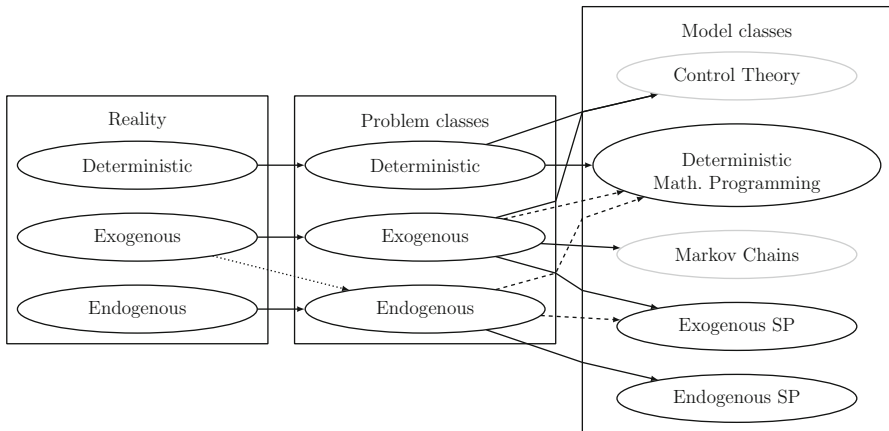 Reality
Deterministic
Exogenous
Endogenous
Problem classes
Deterministic
Exogenous
Endogenous
Model classes
Control Theory
Deterministic
Math. Programming
Markov Chains
Exogenous SP
Endogenous SP